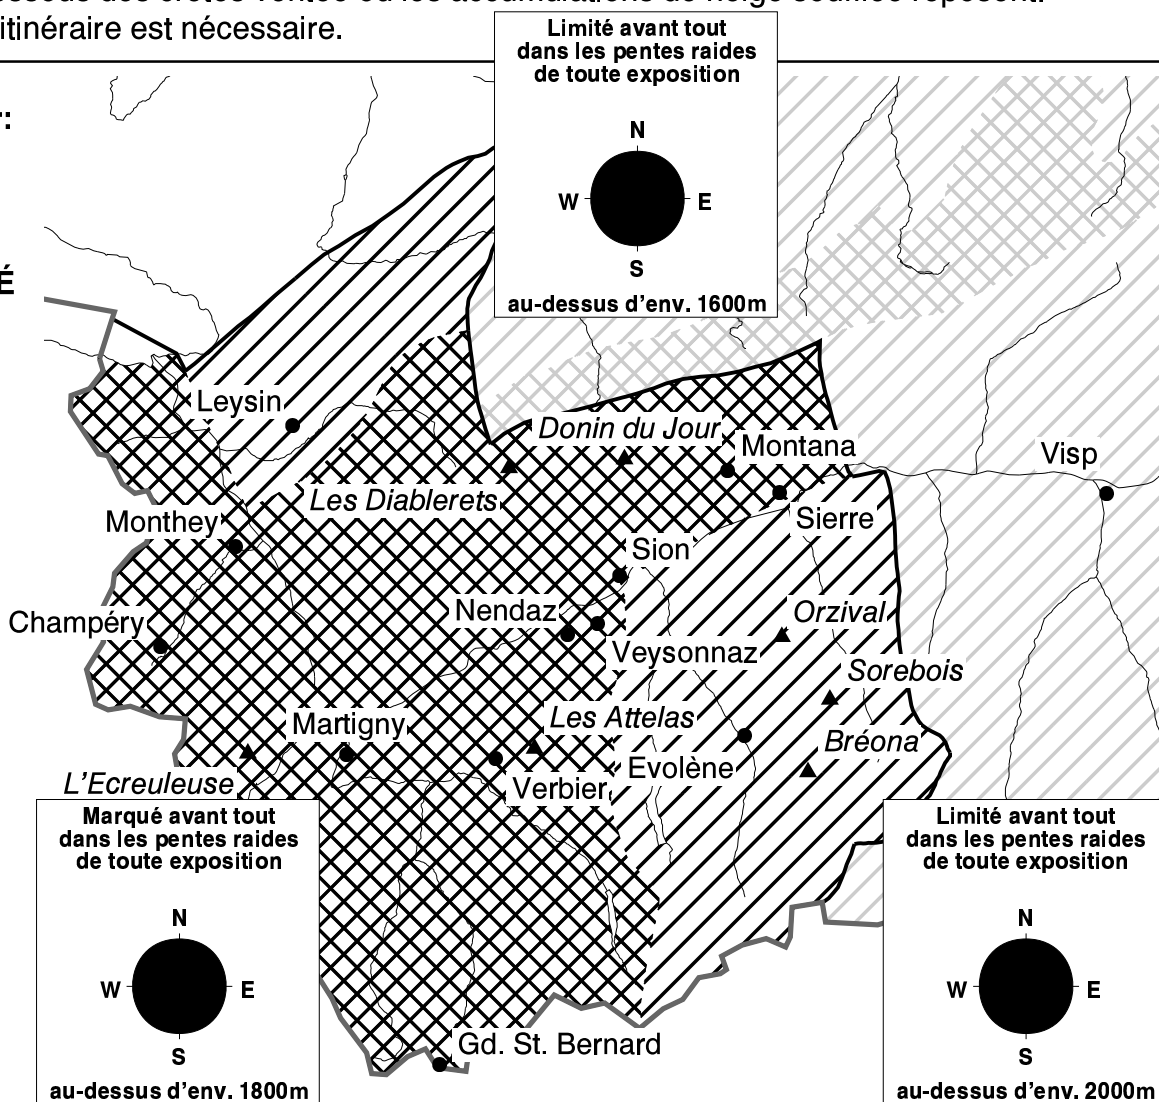 itinéraire est nécessaire.
Limité avant tout
dans les pentes raides
de toute exposition
N
W E
S
au-dessus d'env. 1600m
:
É
Leysin
Donin du Jour
Montana
Visp
Les Diablerets
Monthey
Sierre
Sion
Nendaz
Orzival
Champéry
Veysonnaz
Sorebois
Les Attelas
Martigny
Bréona
Evolène
L'Ecreuleuse
Verbier
Marqué avant tout
dans les pentes raides
de toute exposition
N
W E
S
au-dessus d'env. 1800m
Limité avant tout
dans les pentes raides
de toute exposition
N
W E
S
au-dessus d'env. 2000m
Gd. St. Bernard